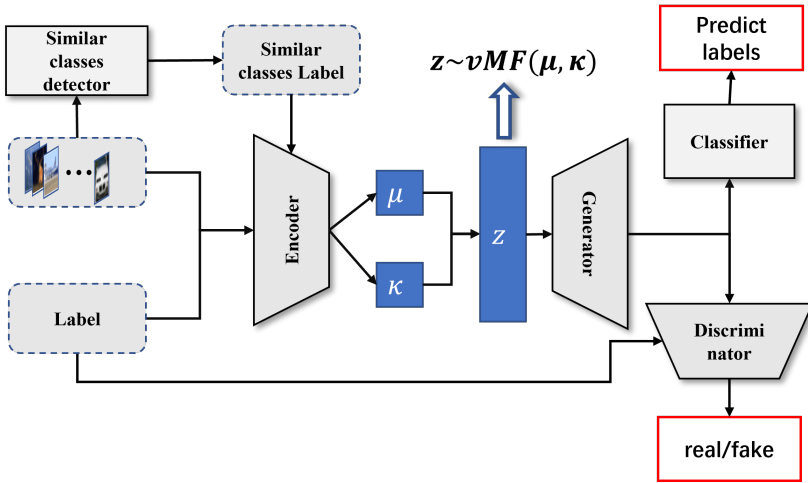 Similar
classes
detector
Similar
classes Label
z~vMF(μ, κ)
Predict
labels
Classifier
Encoder
μ
κ
z
Generator
Label
Discrimi
nator
real/fake